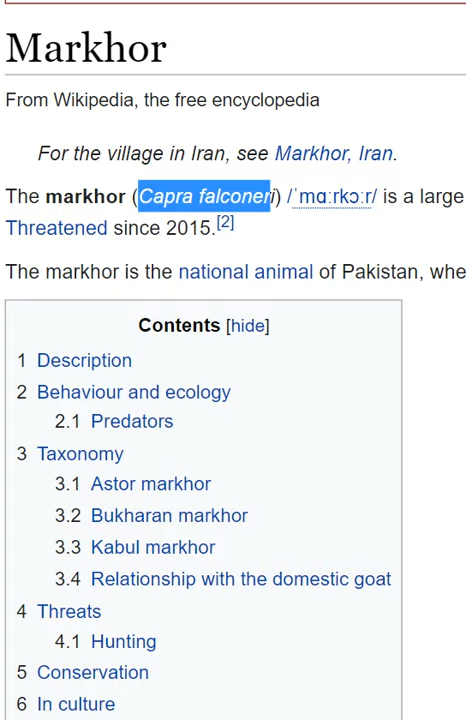 Markhor
From Wikipedia, the free encyclopedia
For the village in Iran, see Markhor, Iran.
The markhor (Capra falconeri) /ˈmɑːrkɔːr/ is a large
Threatened since 2015.[2]
The markhor is the national animal of Pakistan, whe
Contents [hide]
1 Description
2 Behaviour and ecology
2.1 Predators
3 Taxonomy
3.1 Astor markhor
3.2 Bukharan markhor
3.3 Kabul markhor
3.4 Relationship with the domestic goat
4 Threats
4.1 Hunting
5 Conservation
6 In culture